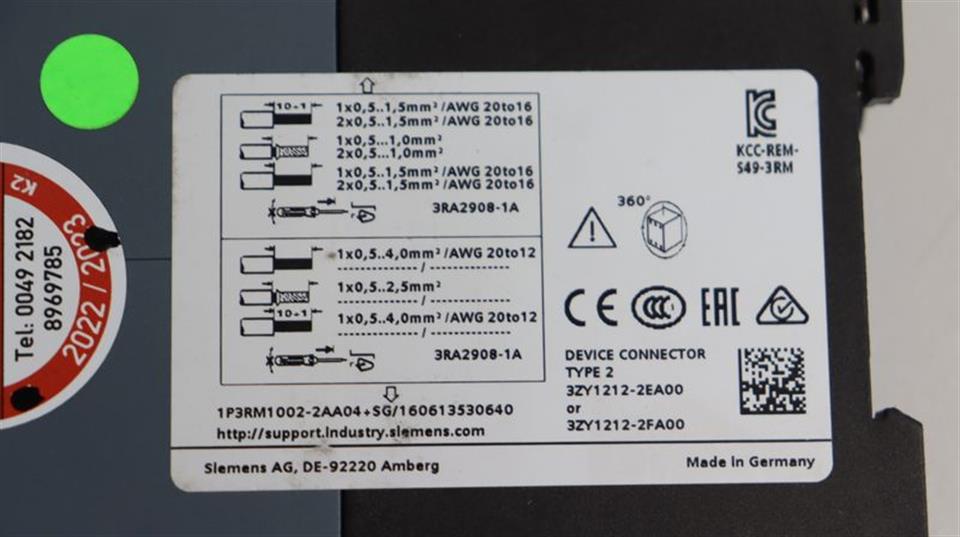 10-1
1x0,5..1,5mm²/AWG 20to16
2x0,5..1,5mm²/AWG 20to16
1x0,5...1,0mm²
2x0,5...1,0mm²
1x0,5..1,5mm²/AWG 20to16
2x0,5..1,5mm²/AWG 20to16
3RA2908-1A
1x0,5..4,0mm²/AWG 20to12
------------/------------
1x0,5..2,5mm²
------------/------------
10-1
1x0,5..4,0mm²/AWG 20to12
------------/------------
3RA2908-1A
1P3RM1002-2AA04+SG/160613530640
http://support.industry.siemens.com
Siemens AG, DE-92220 Amberg
KCC-REM-
S49-3RM
360°
CE CCC EAC
DEVICE CONNECTOR
TYPE 2
3ZY1212-2EA00
or
3ZY1212-2FA00
Made in Germany
K2
2022 / 2023
Tel: 0049 2182
8969785